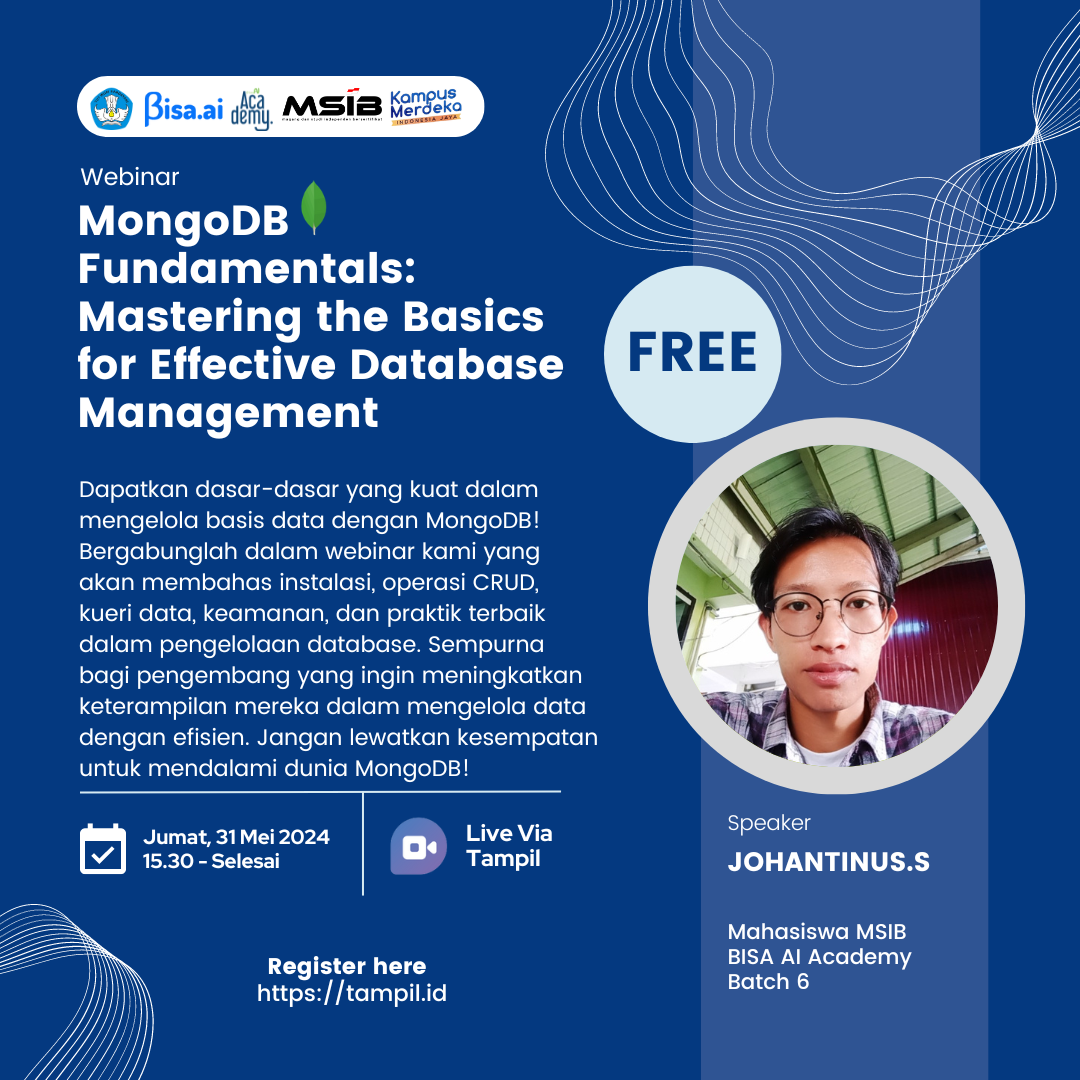 Bisa.ai
Academy.
MSIB
Kampus
Merdeka
INDONESIA JAYA
Webinar
MongoDB
Fundamentals:
Mastering the Basics
for Effective Database
Management
FREE
Dapatkan dasar-dasar yang kuat dalam
mengelola basis data dengan MongoDB!
Bergabunglah dalam webinar kami yang
akan membahas instalasi, operasi CRUD,
kueri data, keamanan, dan praktik terbaik
dalam pengelolaan database. Sempurna
bagi pengembang yang ingin meningkatkan
keterampilan mereka dalam mengelola data
dengan efisien. Jangan lewatkan kesempatan
untuk mendalami dunia MongoDB!
Jumat, 31 Mei 2024
15.30 - Selesai
Live Via
Tampil
Speaker
JOHANTINUS.S
Mahasiswa MSIB
BISA AI Academy
Batch 6
Register here
https://tampil.id